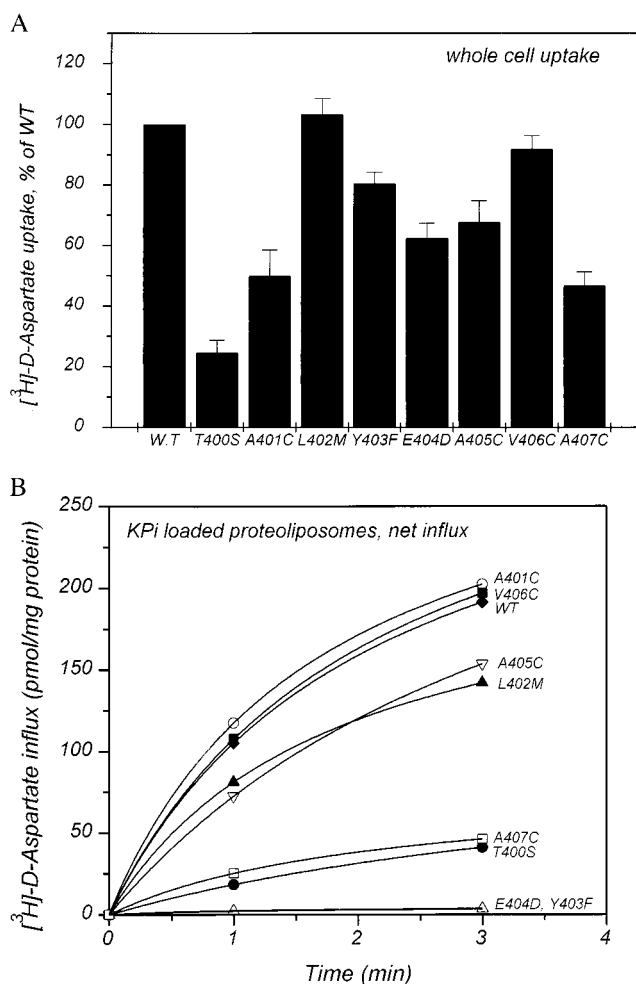 A
whole cell uptake
[³H]-D-Aspartate uptake, % of WT
120
100
80
60
40
20
0
W.T T400S A401C L402M Y403F E404D A405C V406C A407C
B
KPi loaded proteoliposomes, net influx
[³H]-D-Aspartate influx (pmol/mg protein)
250
200
150
100
50
0
A401C
V406C
WT
A405C
L402M
A407C
T400S
E404D, Y403F
0 1 2 3 4
Time (min)